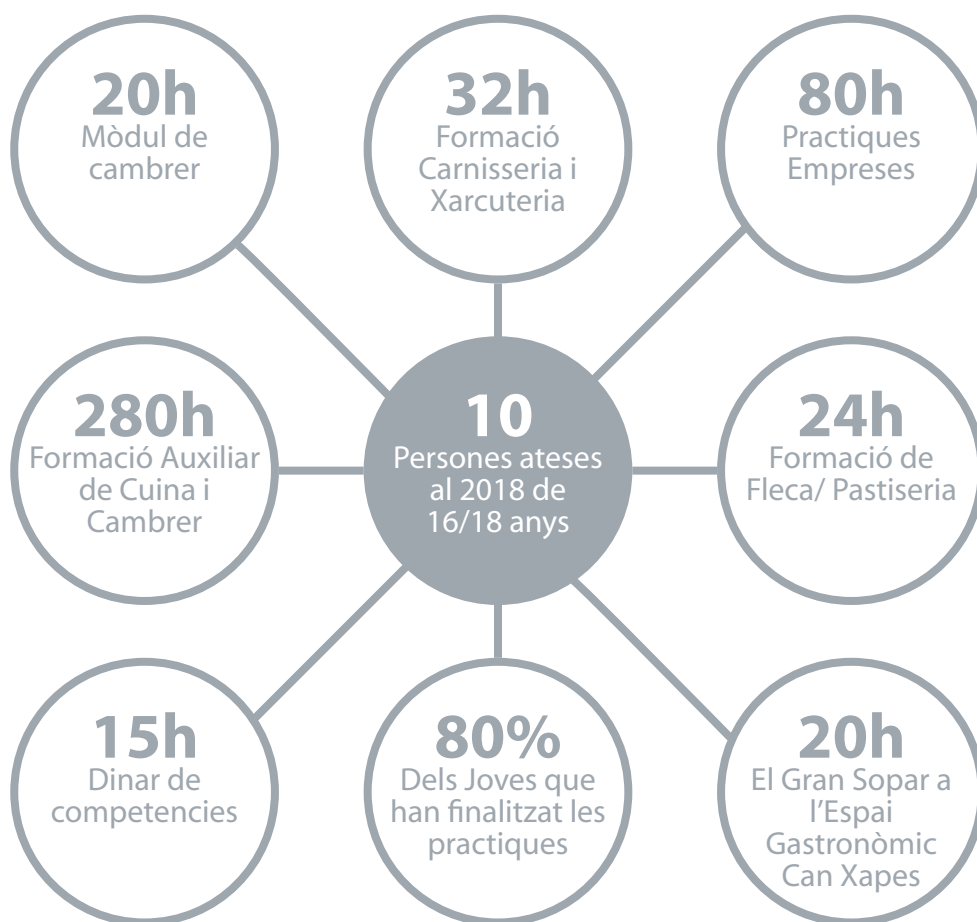 20h
Mòdul de
cambrer
32h
Formació
Carnisseria i
Xarcuteria
80h
Practiques
Empreses
280h
Formació Auxiliar
de Cuina i
Cambrer
10
Persones ateses
al 2018 de
16/18 anys
24h
Formació de
Fleca/ Pastiseria
15h
Dinar de
competencies
80%
Dels Joves que
han finalitzat les
practiques
20h
El Gran Sopar a
l'Espai
Gastronòmic
Can Xapes